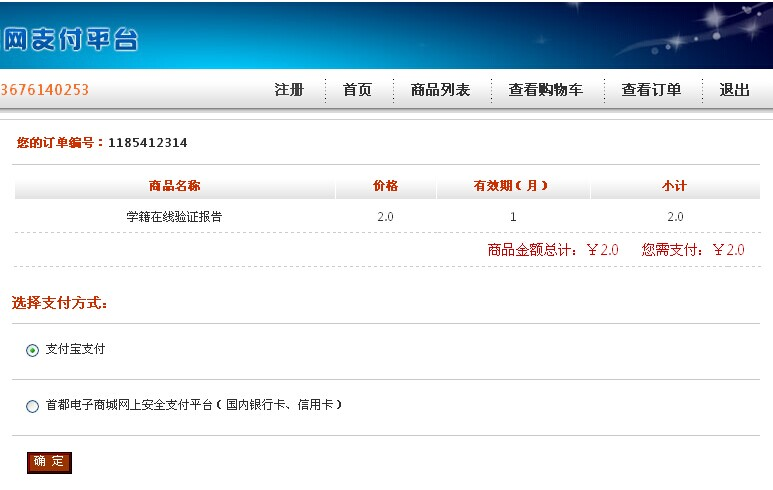 网支付平台
3676140253 注册 首页 商品列表 查看购物车 查看订单 退出
您的订单编号：1185412314
商品名称 价格 有效期（月） 小计
学籍在线验证报告 2.0 1 2.0
商品金额总计：￥2.0 您需支付：￥2.0
选择支付方式：
支付宝支付
首都电子商城网上安全支付平台（国内银行卡、信用卡）
确 定